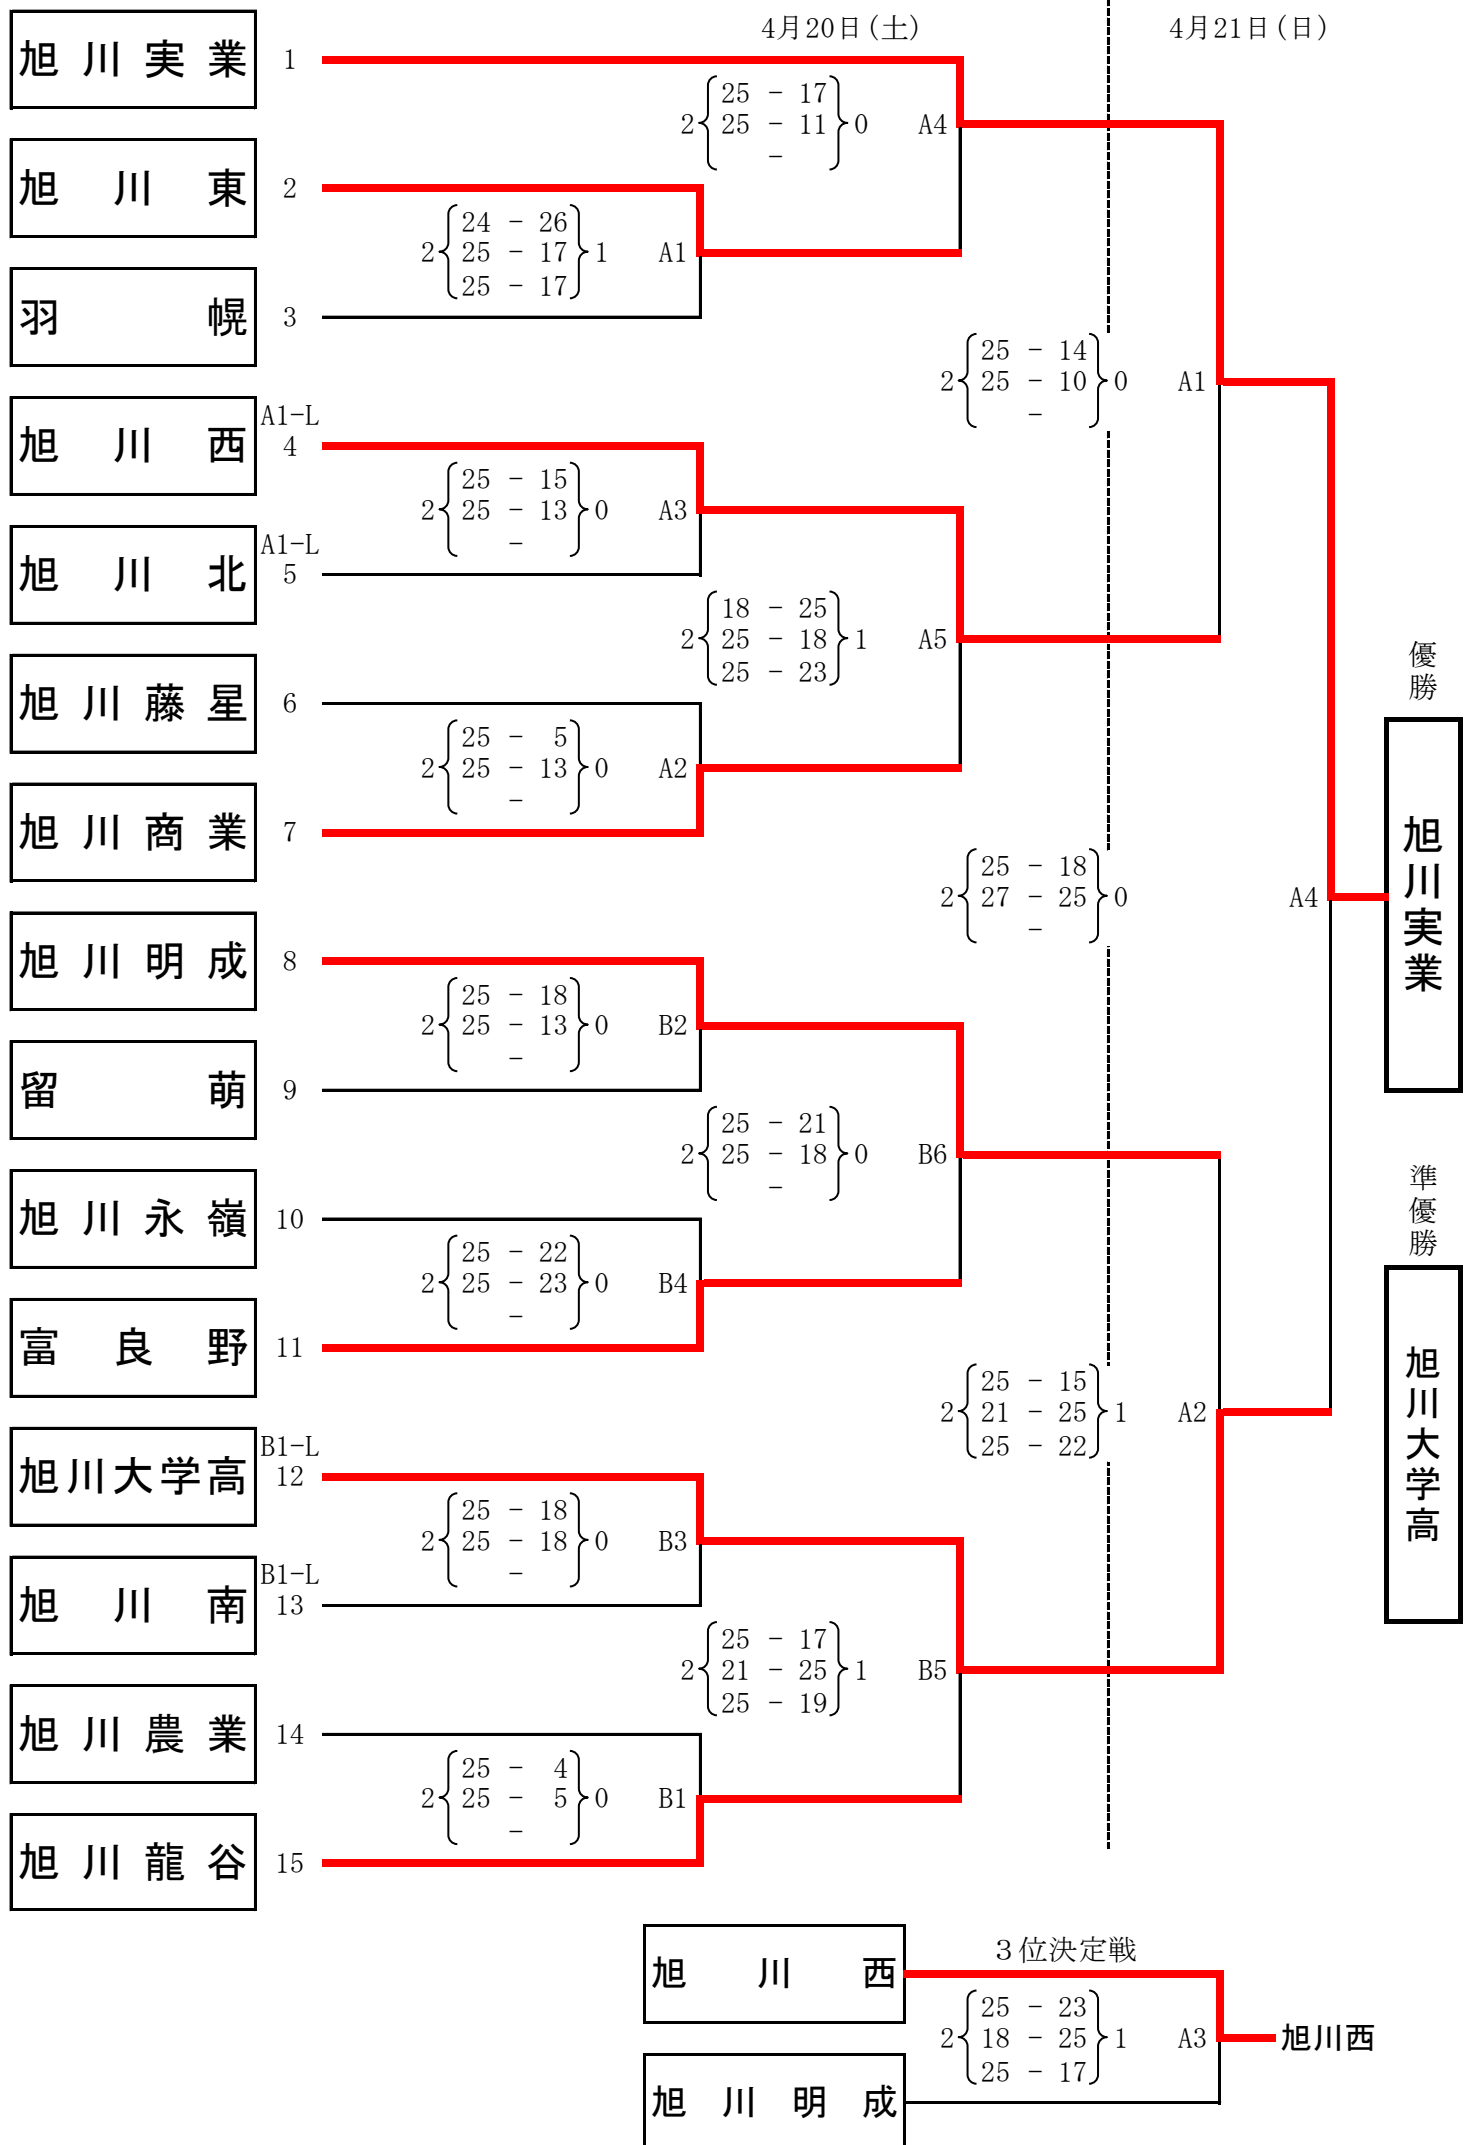 4月20日(土)
4月21日(日)
旭川実業 1
25 - 17
2 25 - 11 0 A4
-
旭川東 2
24 - 26
2 25 - 17 1 A1
25 - 17
羽幌 3
25 - 14
2 25 - 10 0 A1
-
A1-L
旭川西 4
25 - 15
2 25 - 13 0 A3
-
A1-L
旭川北 5
18 - 25
2 25 - 18 1 A5
25 - 23
優勝
旭川実業
旭川藤星 6
25 - 5
2 25 - 13 0 A2
-
旭川商業 7
25 - 18
2 27 - 25 0 A4
-
旭川明成 8
25 - 18
2 25 - 13 0 B2
-
留萌 9
25 - 21
2 25 - 18 0 B6
-
準優勝
旭川大学高
旭川永嶺 10
25 - 22
2 25 - 23 0 B4
-
富良野 11
25 - 15
2 21 - 25 1 A2
25 - 22
B1-L
旭川大学高 12
25 - 18
2 25 - 18 0 B3
-
B1-L
旭川南 13
25 - 17
2 21 - 25 1 B5
25 - 19
旭川農業 14
25 - 4
2 25 - 5 0 B1
-
旭川龍谷 15
3位決定戦
旭川西
25 - 23
2 18 - 25 1 A3
25 - 17
旭川西
旭川明成